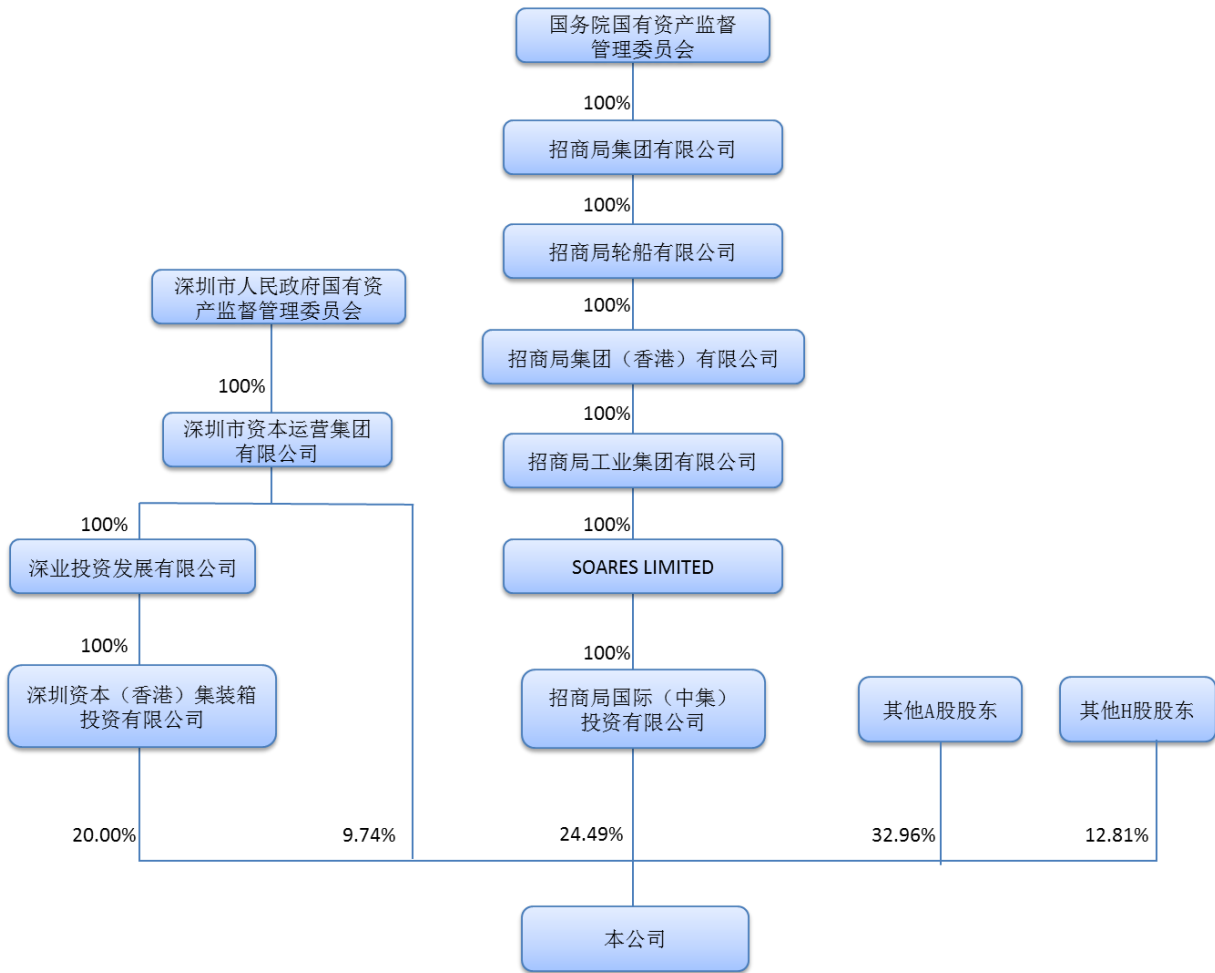 国务院国有资产监督
管理委员会
100%
招商局集团有限公司
100%
招商局轮船有限公司
100%
深圳市人民政府国有资
产监督管理委员会
招商局集团（香港）有限公司
100%
100%
深圳市资本运营集团
有限公司
招商局工业集团有限公司
100%
100%
深业投资发展有限公司
SOARES LIMITED
100%
100%
深圳资本（香港）集装箱
投资有限公司
招商局国际（中集）
投资有限公司
其他A股股东
其他H股股东
20.00%
9.74%
24.49%
32.96%
12.81%
本公司